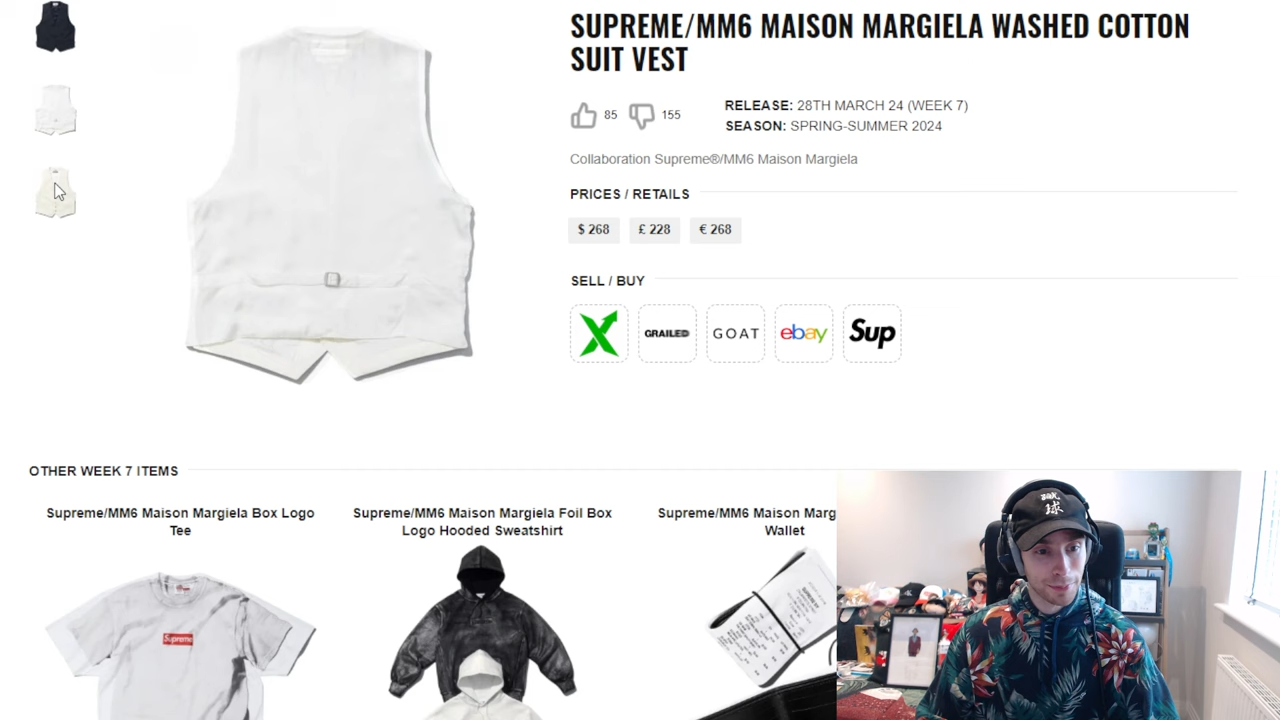 SUPREME/MM6 MAISON MARGIELA WASHED COTTON
SUIT VEST
85
155
RELEASE: 28TH MARCH 24 (WEEK 7)
SEASON: SPRING-SUMMER 2024
Collaboration Supreme®/MM6 Maison Margiela
PRICES / RETAILS
$ 268
£ 228
€ 268
SELL / BUY
GRAILED
GOAT
ebay
Sup
OTHER WEEK 7 ITEMS
Supreme/MM6 Maison Margiela Box Logo
Tee
Supreme/MM6 Maison Margiela Foil Box
Logo Hooded Sweatshirt
Supreme/MM6 Maison Marg
Wallet
Supreme
球